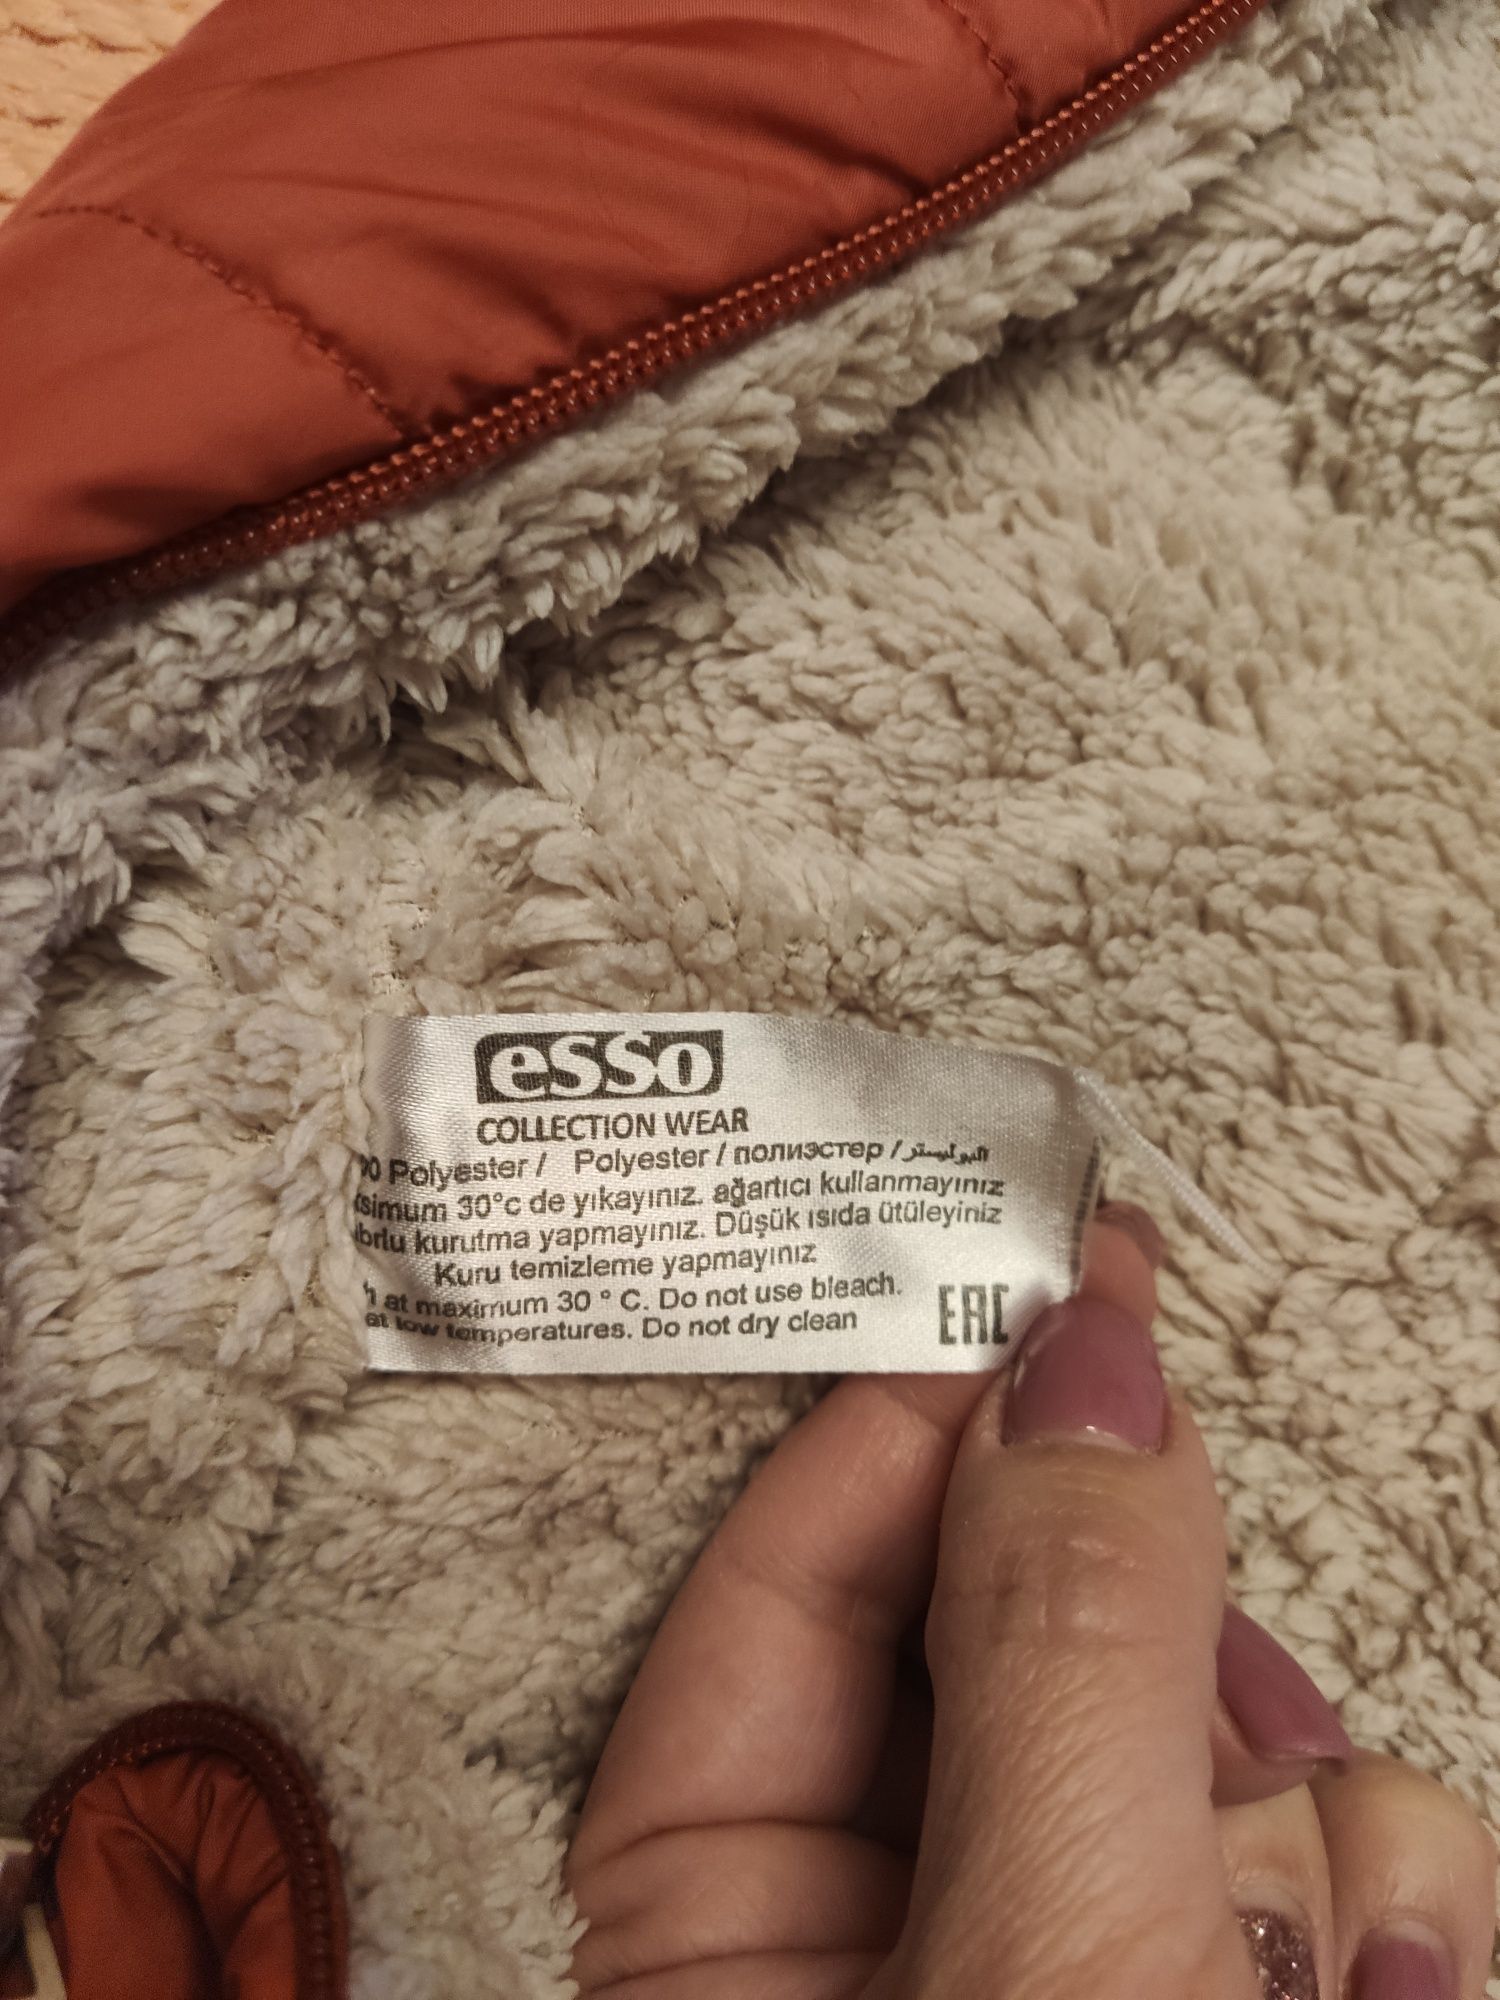 esso
COLLECTION WEAR
Polyester / Polyester / полиэстер / البوليستر
30°c de yıkayınız. ağartıcı kullanmayınız
kurutma yapmayınız. Düşük ısıda ütüleyiniz
Kuru temizleme yapmayınız
at maximum 30 ° C. Do not use bleach.
at low temperatures. Do not dry clean
EAC